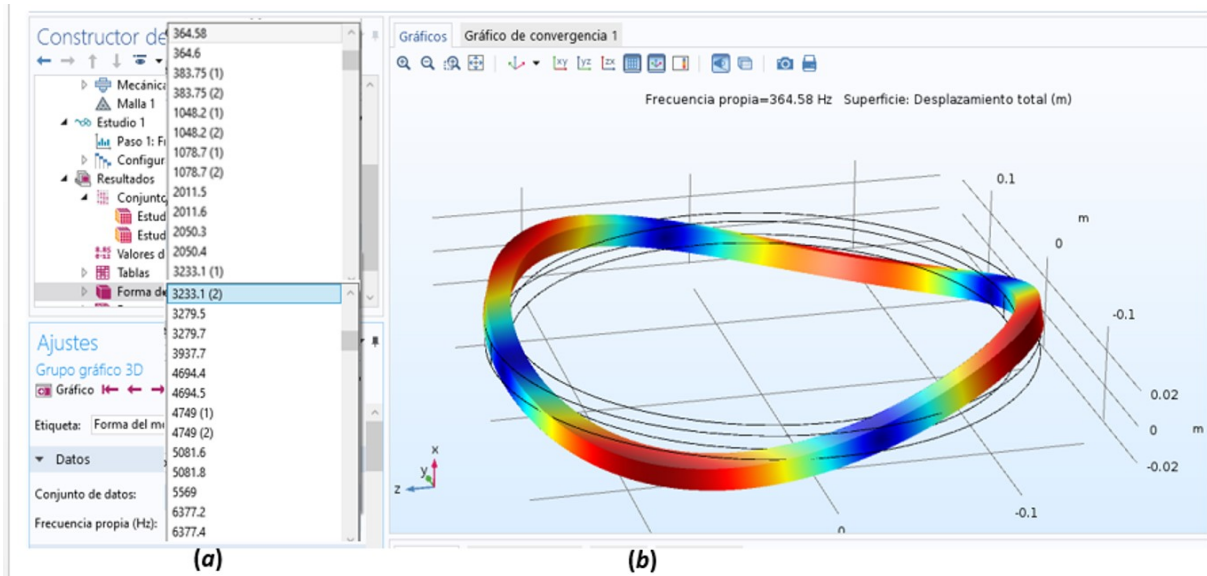 Constructor de
Mecánica
Malla 1
Estudio 1
Paso 1: Fr
Configur
Resultados
Conjunto
Estud
Estud
Valores d
Tablas
Forma de
364.58
364.6
383.75 (1)
383.75 (2)
1048.2 (1)
1048.2 (2)
1078.7 (1)
1078.7 (2)
2011.5
2011.6
2050.3
2050.4
3233.1 (1)
3233.1 (2)
3279.5
3279.7
3937.7
4694.4
4694.5
4749 (1)
4749 (2)
5081.6
5081.8
5569
6377.2
6377.4
Ajustes
Grupo gráfico 3D
Gráfico
Etiqueta: Forma del mo
Datos
Conjunto de datos:
Frecuencia propia (Hz):
(a)
Gráficos Gráfico de convergencia 1
xy yz zx
Frecuencia propia=364.58 Hz Superficie: Desplazamiento total (m)
0.1
m
0
-0.1
0.02
0 m
-0.02
-0.1
0
x
y
z
(b)